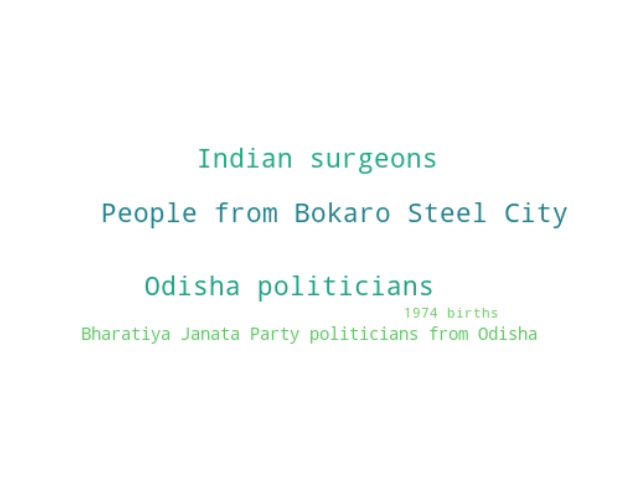 Indian surgeons
People from Bokaro Steel City
Odisha politicians
1974 births
Bharatiya Janata Party politicians from Odisha